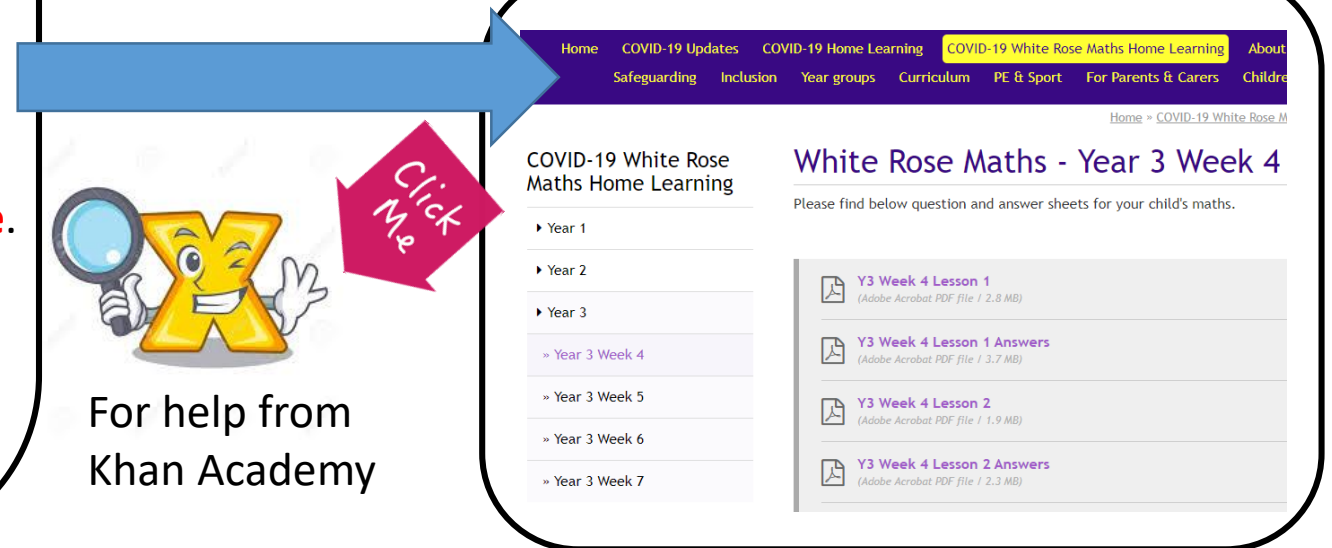 e.
Click
Me
For help from
Khan Academy
Home COVID-19 Updates COVID-19 Home Learning COVID-19 White Rose Maths Home Learning About
Safeguarding Inclusion Year groups Curriculum PE & Sport For Parents & Carers Childre
Home » COVID-19 White Rose M
COVID-19 White Rose
Maths Home Learning
Year 1
Year 2
Year 3
» Year 3 Week 4
» Year 3 Week 5
» Year 3 Week 6
» Year 3 Week 7
White Rose Maths - Year 3 Week 4
Please find below question and answer sheets for your child's maths.
Y3 Week 4 Lesson 1
(Adobe Acrobat PDF file / 2.8 MB)
Y3 Week 4 Lesson 1 Answers
(Adobe Acrobat PDF file / 3.7 MB)
Y3 Week 4 Lesson 2
(Adobe Acrobat PDF file / 1.9 MB)
Y3 Week 4 Lesson 2 Answers
(Adobe Acrobat PDF file / 2.3 MB)